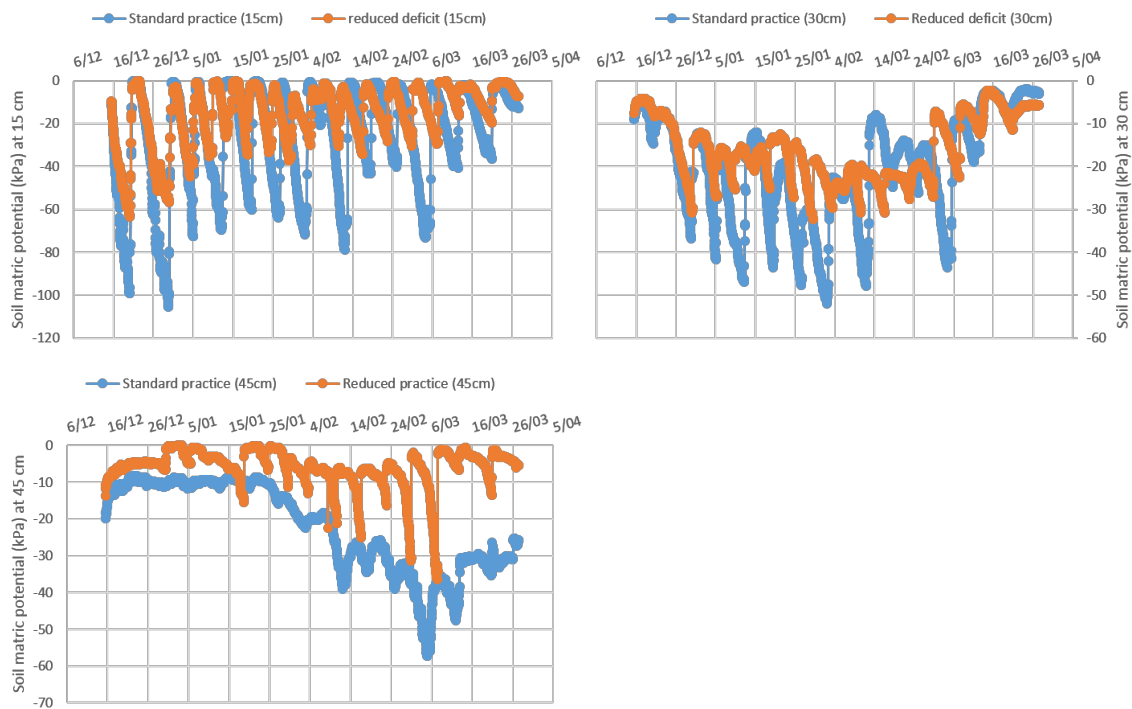 Standard practice (15cm) reduced deficit (15cm)
6/12 16/12 26/12 5/01 15/01 25/01 4/02 14/02 24/02 6/03 16/03 26/03 5/04
Soil matric potential (kPa) at 15 cm
0
-20
-40
-60
-80
-100
-120
Standard practice (30cm) Reduced deficit (30cm)
6/12 16/12 26/12 5/01 15/01 25/01 4/02 14/02 24/02 6/03 16/03 26/03 5/04
0
-10
-20
-30
-40
-50
-60
Soil matric potential (kPa) at 30 cm
Standard practice (45cm) Reduced practice (45cm)
6/12 16/12 26/12 5/01 15/01 25/01 4/02 14/02 24/02 6/03 16/03 26/03 5/04
Soil matric potential (kPa) at 45 cm
0
-10
-20
-30
-40
-50
-60
-70